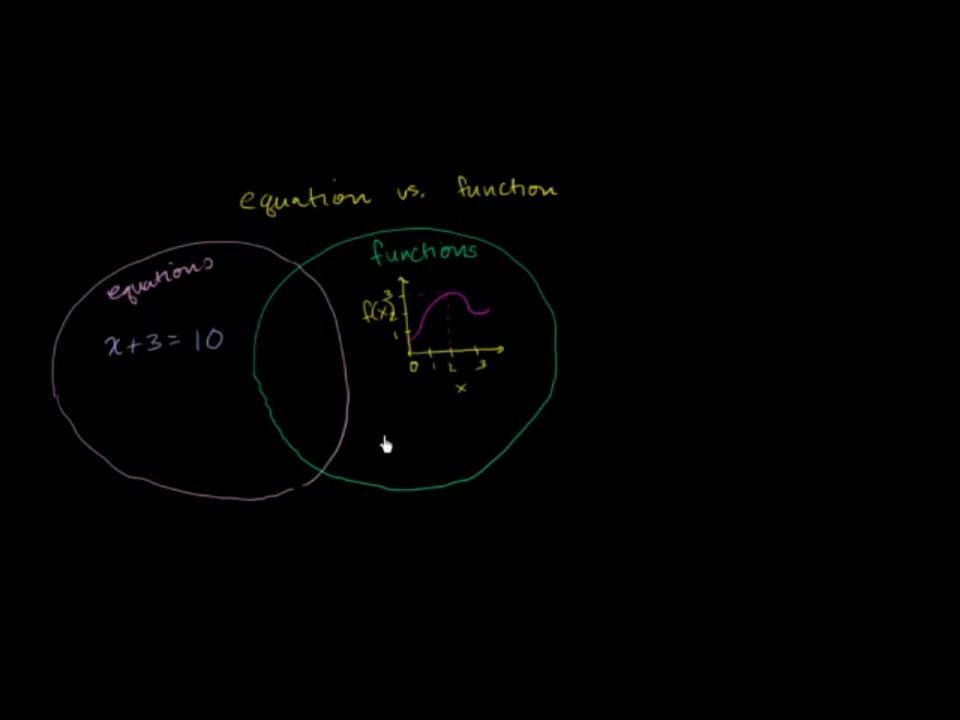 equation vs. function
functions
equations
x+3=10
3
f(x) 2
1
0 1 2 3
x